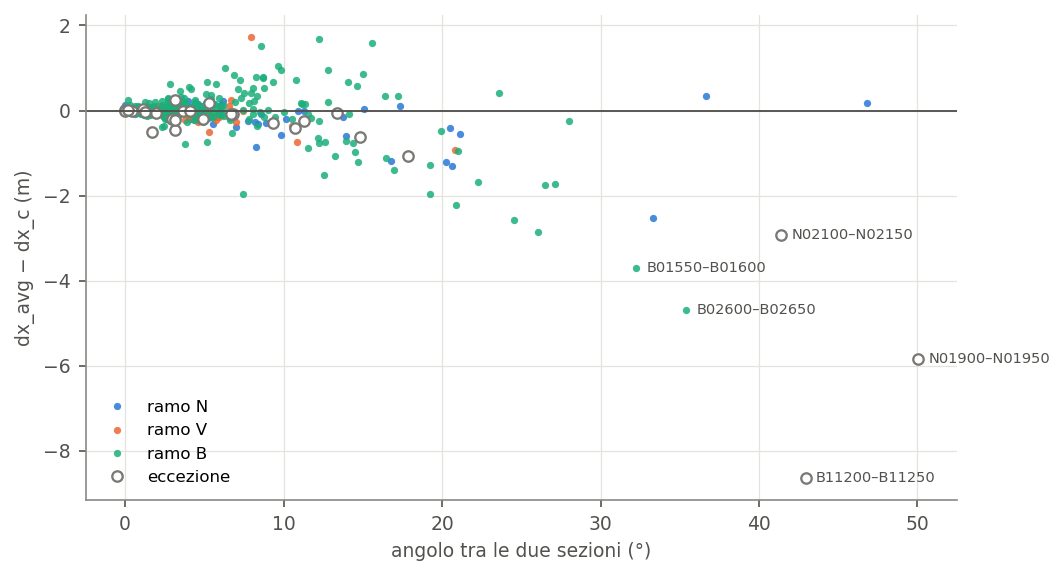 2
0
−2
−4
−6
−8
dx_avg − dx_c (m)
N02100–N02150
B01550–B01600
B02600–B02650
N01900–N01950
B11200–B11250
ramo N
ramo V
ramo B
eccezione
0 10 20 30 40 50
angolo tra le due sezioni (°)